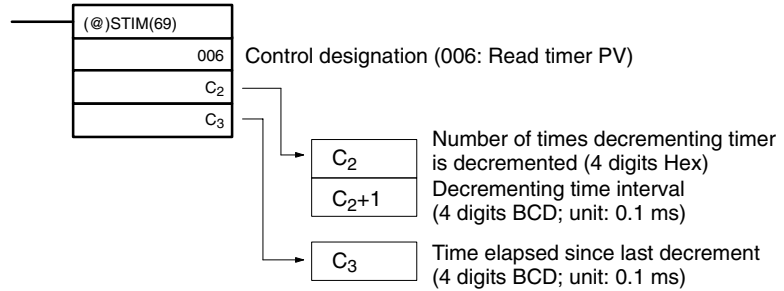 (@)STIM(69)
006 Control designation (006: Read timer PV)
C2
C3
C2 Number of times decrementing timer
is decremented (4 digits Hex)
C2+1 Decrementing time interval
(4 digits BCD; unit: 0.1 ms)
C3 Time elapsed since last decrement
(4 digits BCD; unit: 0.1 ms)